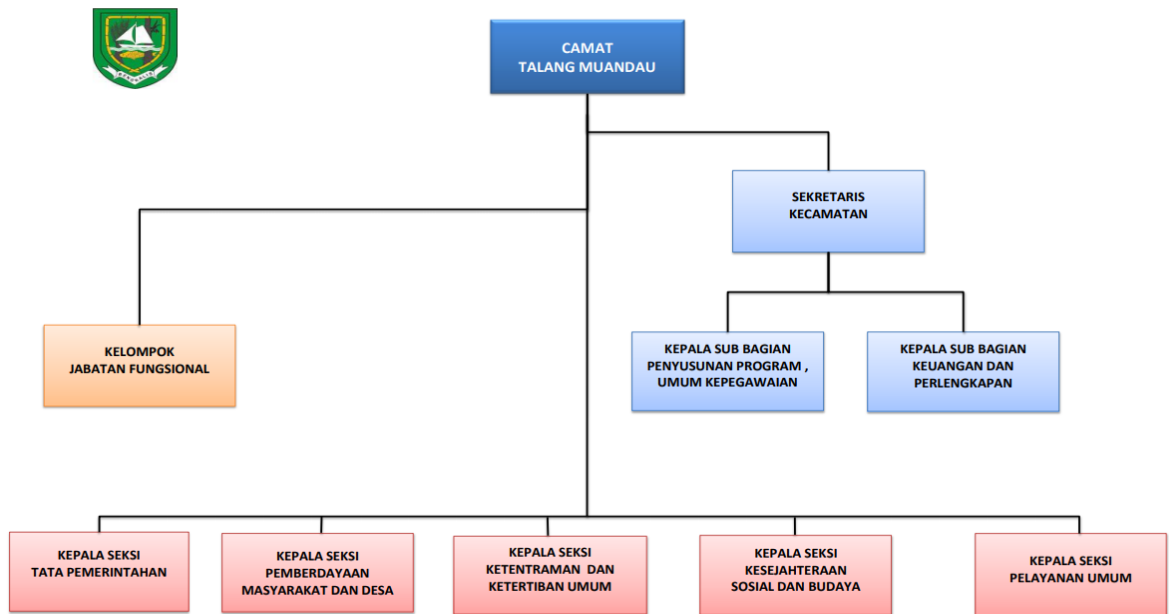 CAMAT
TALANG MUANDAU
SEKRETARIS
KECAMATAN
KELOMPOK
JABATAN FUNGSIONAL
KEPALA SUB BAGIAN
PENYUSUNAN PROGRAM ,
UMUM KEPEGAWAIAN
KEPALA SUB BAGIAN
KEUANGAN DAN
PERLENGKAPAN
KEPALA SEKSI
TATA PEMERINTAHAN
KEPALA SEKSI
PEMBERDAYAAN
MASYARAKAT DAN DESA
KEPALA SEKSI
KETENTRAMAN DAN
KETERTIBAN UMUM
KEPALA SEKSI
KESEJAHTERAAN
SOSIAL DAN BUDAYA
KEPALA SEKSI
PELAYANAN UMUM